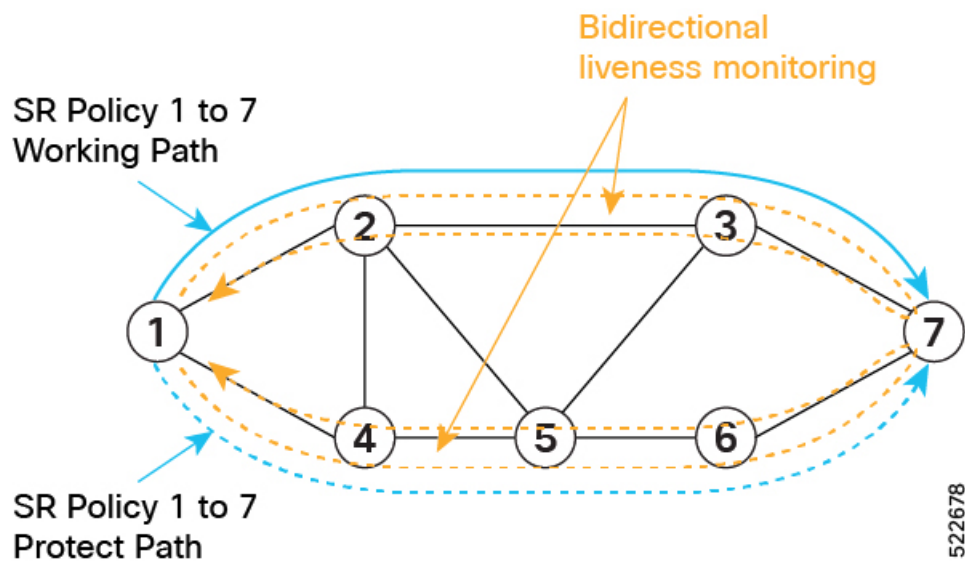 Bidirectional
liveness monitoring
SR Policy 1 to 7
Working Path
2
3
1
7
4
5
6
SR Policy 1 to 7
Protect Path
522678